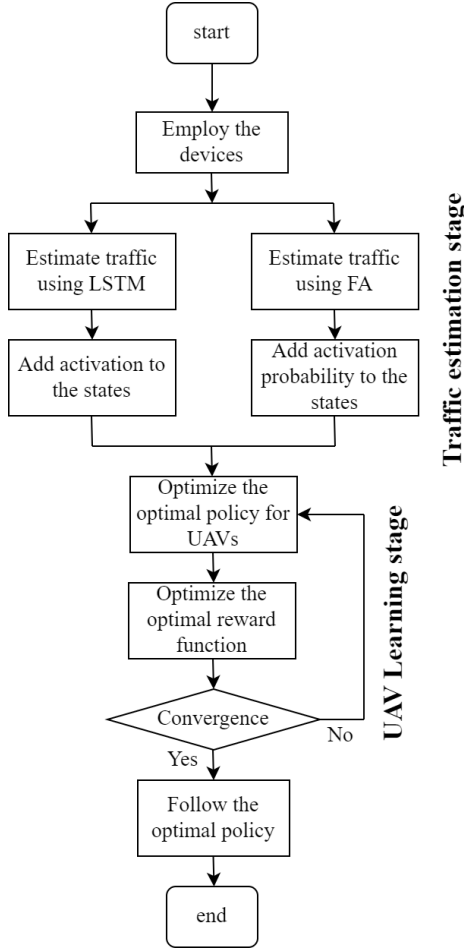 start
Employ the
devices
Estimate traffic
using LSTM
Estimate traffic
using FA
Add activation to
the states
Add activation
probability to the
states
Traffic estimation stage
Optimize the
optimal policy for
UAVs
Optimize the
optimal reward
function
Convergence
No
Yes
UAV Learning stage
Follow the
optimal policy
end